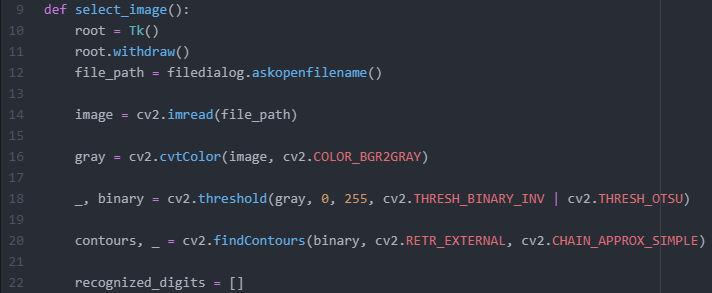 9 def select_image():
10     root = Tk()
11     root.withdraw()
12     file_path = filedialog.askopenfilename()
13
14     image = cv2.imread(file_path)
15
16     gray = cv2.cvtColor(image, cv2.COLOR_BGR2GRAY)
17
18     _, binary = cv2.threshold(gray, 0, 255, cv2.THRESH_BINARY_INV | cv2.THRESH_OTSU)
19
20     contours, _ = cv2.findContours(binary, cv2.RETR_EXTERNAL, cv2.CHAIN_APPROX_SIMPLE)
21
22     recognized_digits = []